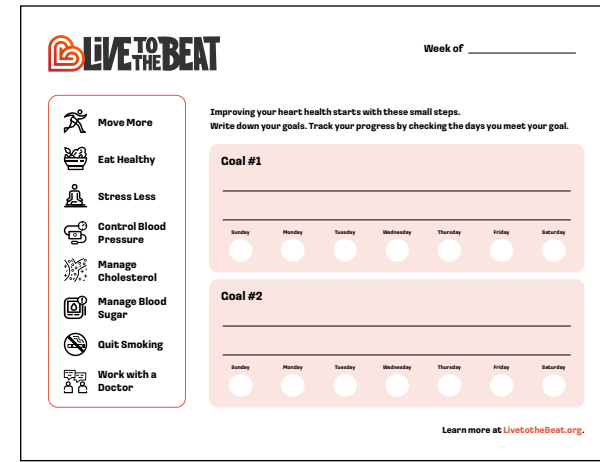 LIVE TO THE BEAT
Week of
Move More
Eat Healthy
Stress Less
Control Blood
Pressure
Manage
Cholesterol
Manage Blood
Sugar
Quit Smoking
Work with a
Doctor
Improving your heart health starts with these small steps.
Write down your goals. Track your progress by checking the days you meet your goal.
Goal #1
Sunday Monday Tuesday Wednesday Thursday Friday Saturday
Goal #2
Sunday Monday Tuesday Wednesday Thursday Friday Saturday
Learn more at LivetotheBeat.org.